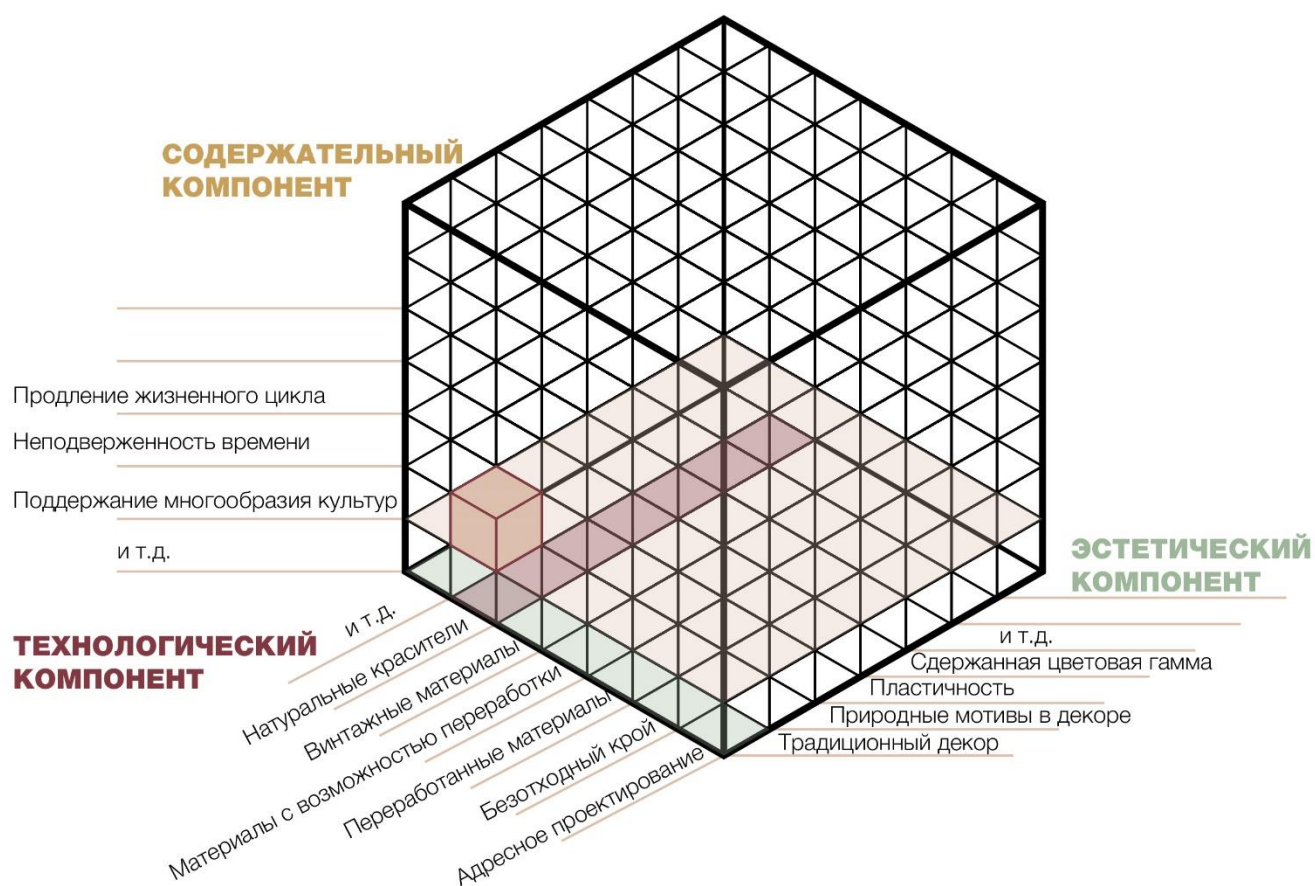 СОДЕРЖАТЕЛЬНЫЙ
КОМПОНЕНТ
Продление жизненного цикла
Неподверженность времени
Поддержание многообразия культур
и т.д.
ТЕХНОЛОГИЧЕСКИЙ
КОМПОНЕНТ
и т.д.
Натуральные красители
Винтажные материалы
Материалы с возможностью переработки
Переработанные материалы
Безотходный крой
Адресное проектирование
ЭСТЕТИЧЕСКИЙ
КОМПОНЕНТ
и т.д.
Сдержанная цветовая гамма
Пластичность
Природные мотивы в декоре
Традиционный декор